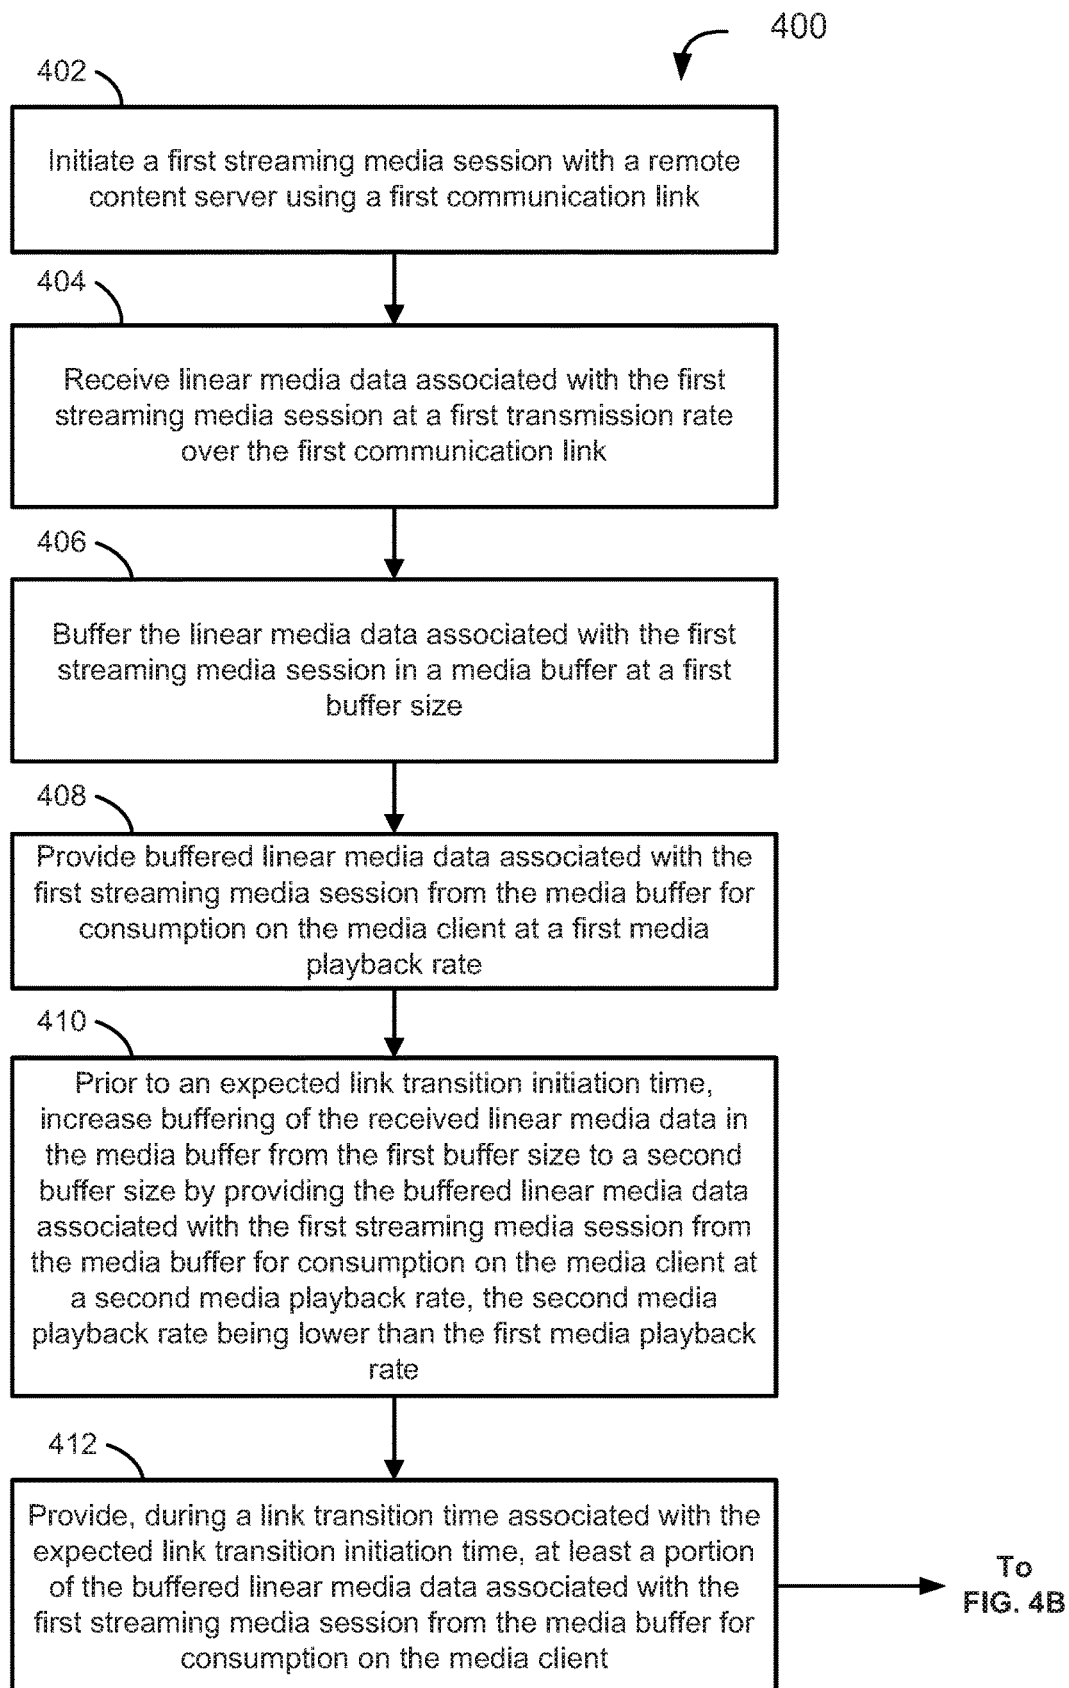 400
402
Initiate a first streaming media session with a remote
content server using a first communication link
404
Receive linear media data associated with the first
streaming media session at a first transmission rate
over the first communication link
406
Buffer the linear media data associated with the first
streaming media session in a media buffer at a first
buffer size
408
Provide buffered linear media data associated with the
first streaming media session from the media buffer for
consumption on the media client at a first media
playback rate
410
Prior to an expected link transition initiation time,
increase buffering of the received linear media data in
the media buffer from the first buffer size to a second
buffer size by providing the buffered linear media data
associated with the first streaming media session from
the media buffer for consumption on the media client at
a second media playback rate, the second media
playback rate being lower than the first media playback
rate
412
Provide, during a link transition time associated with the
expected link transition initiation time, at least a portion
of the buffered linear media data associated with the
first streaming media session from the media buffer for
consumption on the media client
To
FIG. 4B